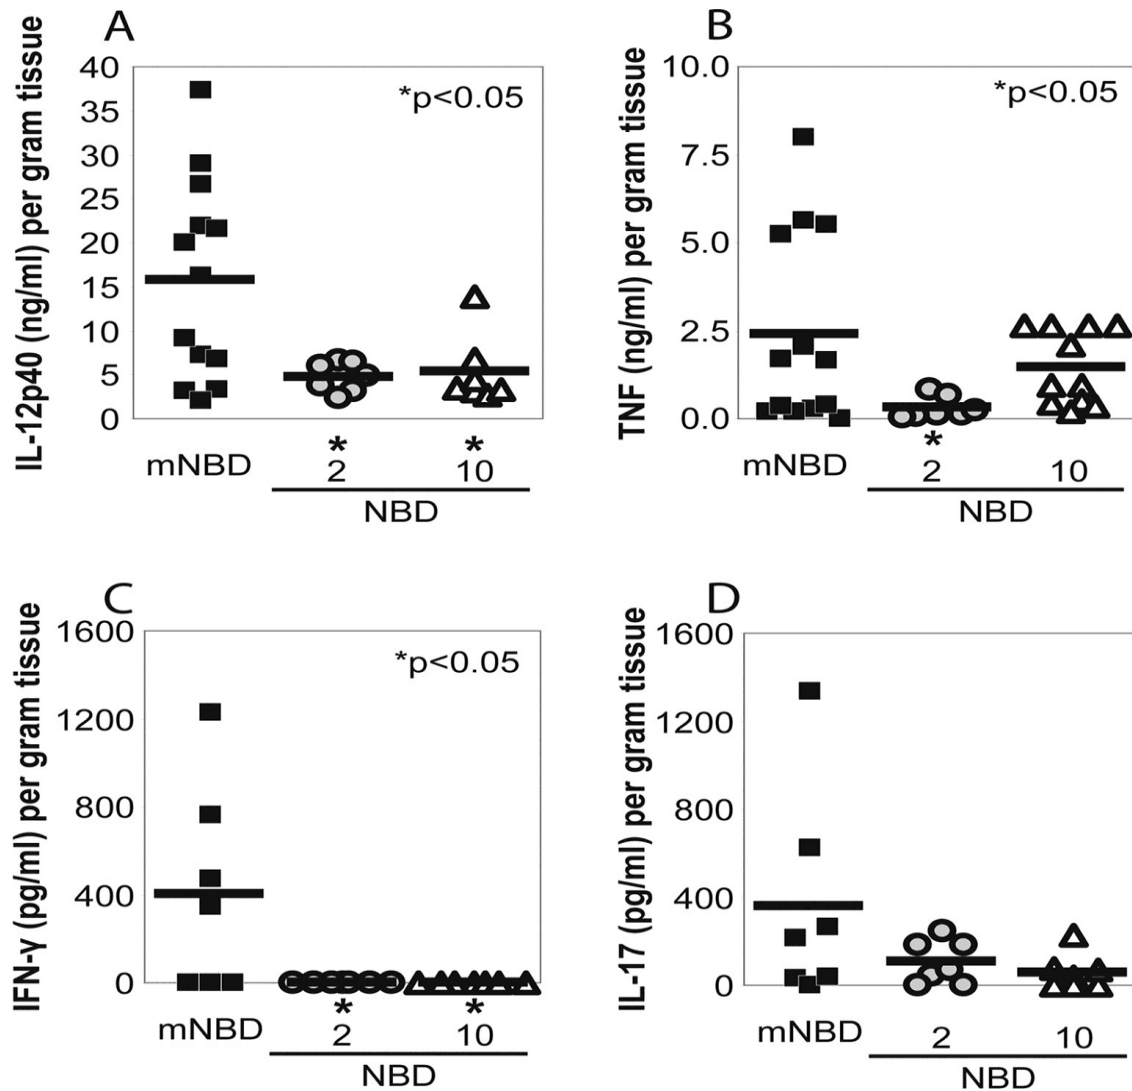 A
IL-12p40 (ng/ml) per gram tissue
40
35
30
25
20
15
10
5
0
*p<0.05
* *
mNBD 2 10
NBD
B
TNF (ng/ml) per gram tissue
10.0
7.5
5.0
2.5
0.0
*p<0.05
*
mNBD 2 10
NBD
C
IFN-γ (pg/ml) per gram tissue
1600
1200
800
400
0
*p<0.05
* *
mNBD 2 10
NBD
D
IL-17 (pg/ml) per gram tissue
1600
1200
800
400
0
mNBD 2 10
NBD